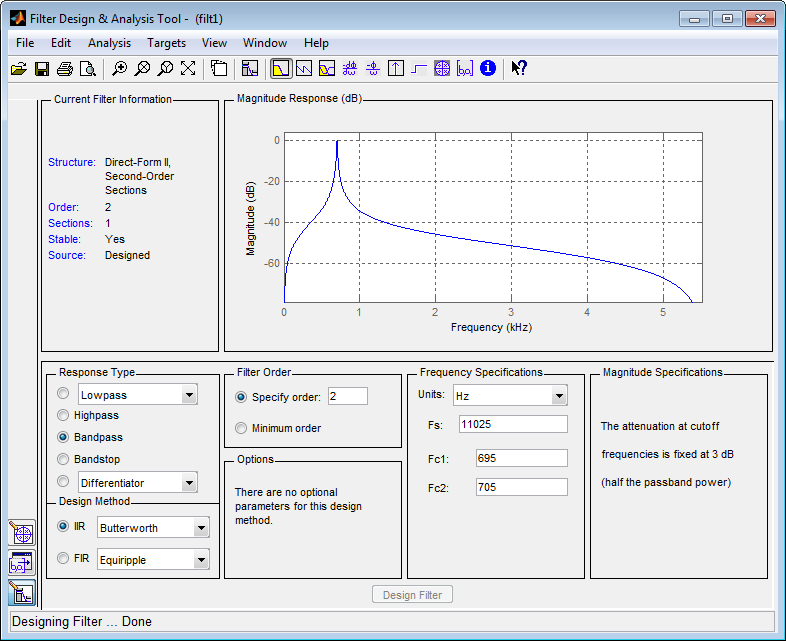 Filter Design & Analysis Tool - (filt1)
File Edit Analysis Targets View Window Help
Current Filter Information
Structure: Direct-Form II,
Second-Order
Sections
Order: 2
Sections: 1
Stable: Yes
Source: Designed
Magnitude Response (dB)
Magnitude (dB)
0
-20
-40
-60
0 1 2 3 4 5
Frequency (kHz)
Response Type
Lowpass
Highpass
Bandpass
Bandstop
Differentiator
Design Method
IIR Butterworth
FIR Equiripple
Filter Order
Specify order: 2
Minimum order
Options
There are no optional
parameters for this design
method.
Frequency Specifications
Units: Hz
Fs: 11025
Fc1: 695
Fc2: 705
Magnitude Specifications
The attenuation at cutoff
frequencies is fixed at 3 dB
(half the passband power)
Design Filter
Designing Filter ... Done